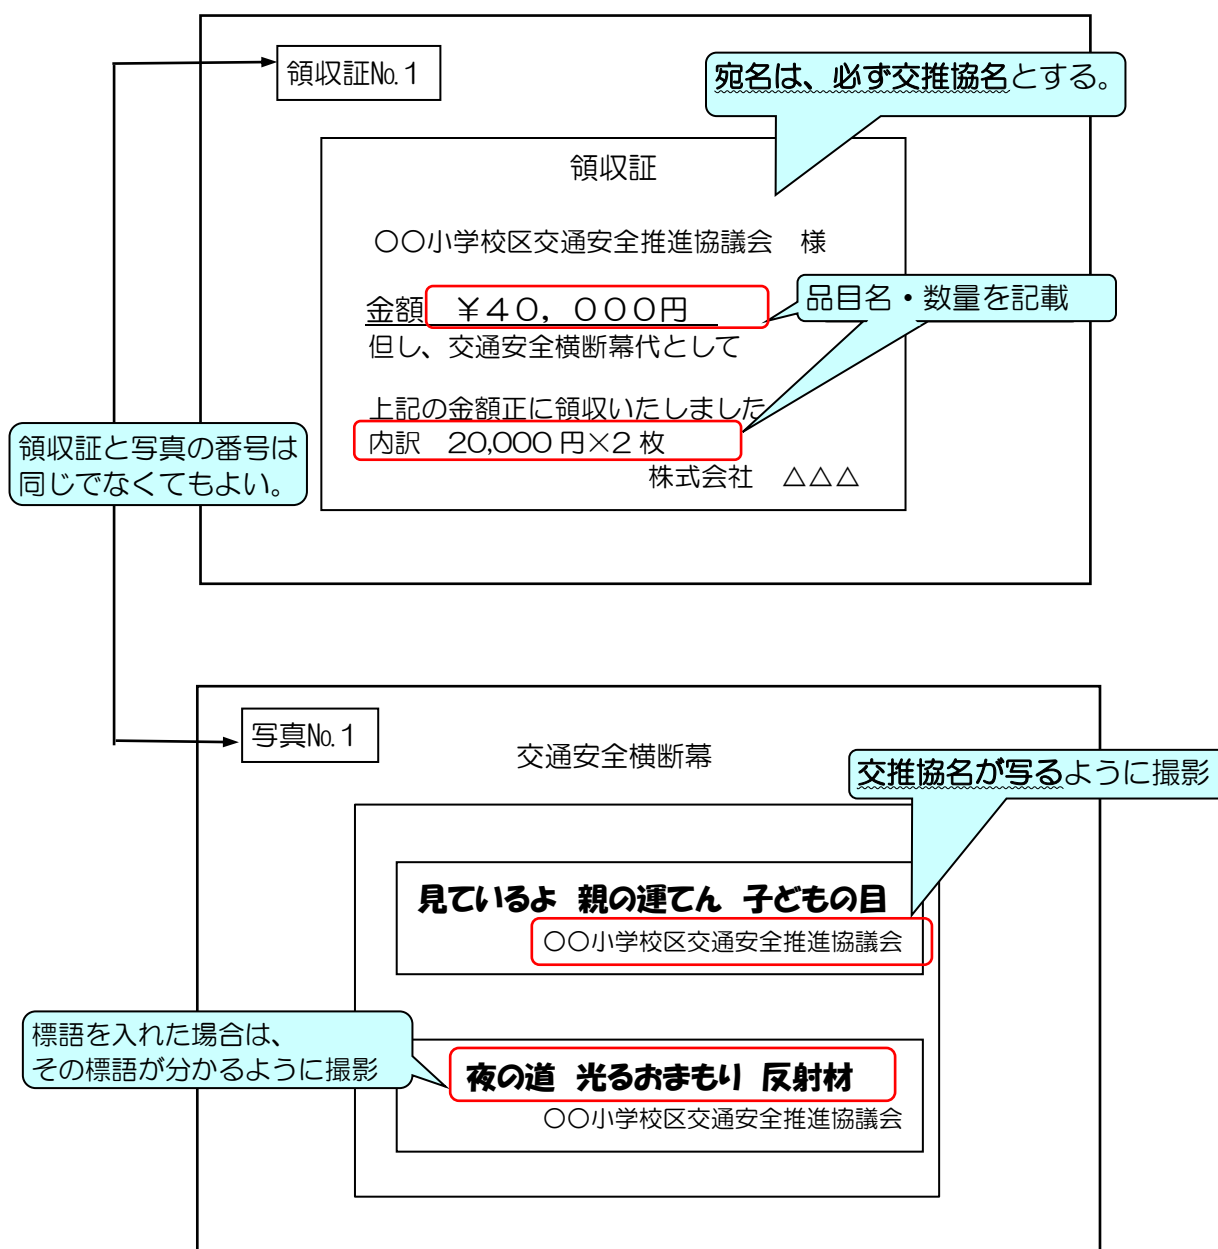 領収証№1
宛名は、必ず交推協名とする。
領収証
〇〇小学校区交通安全推進協議会　様
金額　￥４０，０００円
品目名・数量を記載
但し、交通安全横断幕代として
上記の金額正に領収いたしました
内訳　20,000 円×2 枚
株式会社　△△△
領収証と写真の番号は
同じでなくてもよい。
写真№1
交通安全横断幕
交推協名が写るように撮影
見ているよ 親の運てん 子どもの目
〇〇小学校区交通安全推進協議会
標語を入れた場合は、
その標語が分かるように撮影
夜の道 光るおまもり 反射材
〇〇小学校区交通安全推進協議会